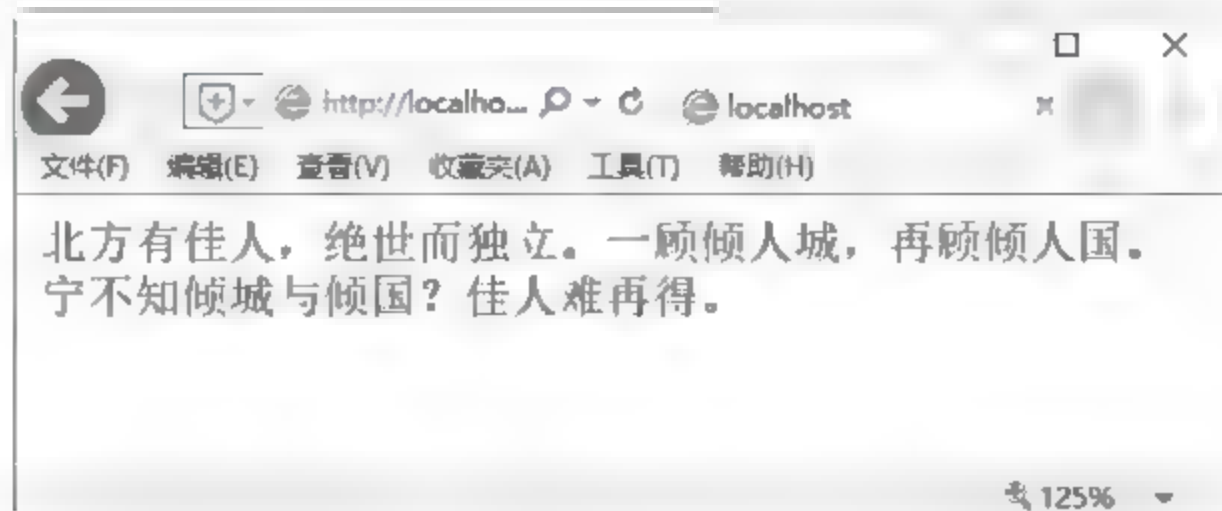 http://localho... localhost
文件(F) 编辑(E) 查看(V) 收藏夹(A) 工具(T) 帮助(H)
北方有佳人，绝世而独立。一顾倾人城，再顾倾人国。
宁不知倾城与倾国？佳人难再得。
125%